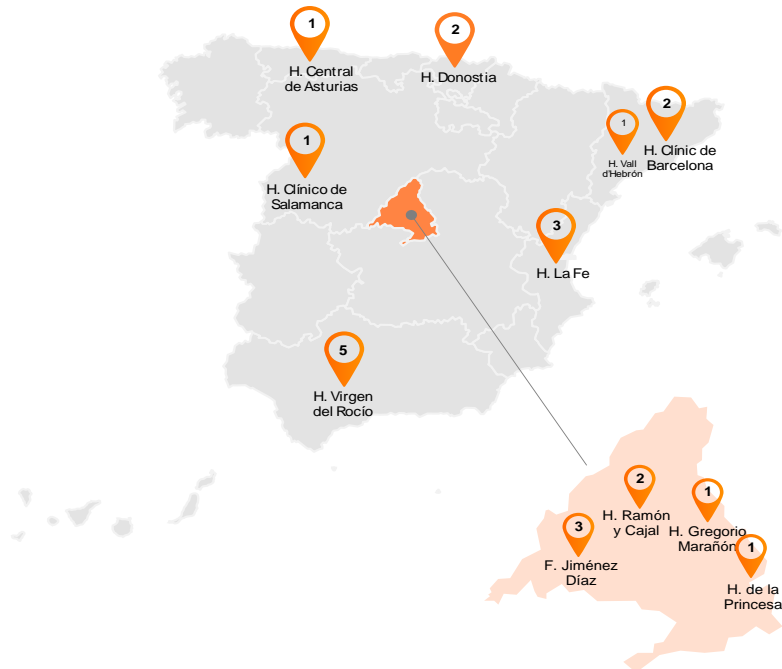 1
H. Central
de Asturias
2
H. Donostia
1
H. Vall
d'Hebrón
2
H. Clínic de
Barcelona
1
H. Clínico de
Salamanca
3
H. La Fe
5
H. Virgen
del Rocío
2
H. Ramón
y Cajal
1
H. Gregorio
Marañón
3
F. Jiménez
Díaz
1
H. de la
Princesa